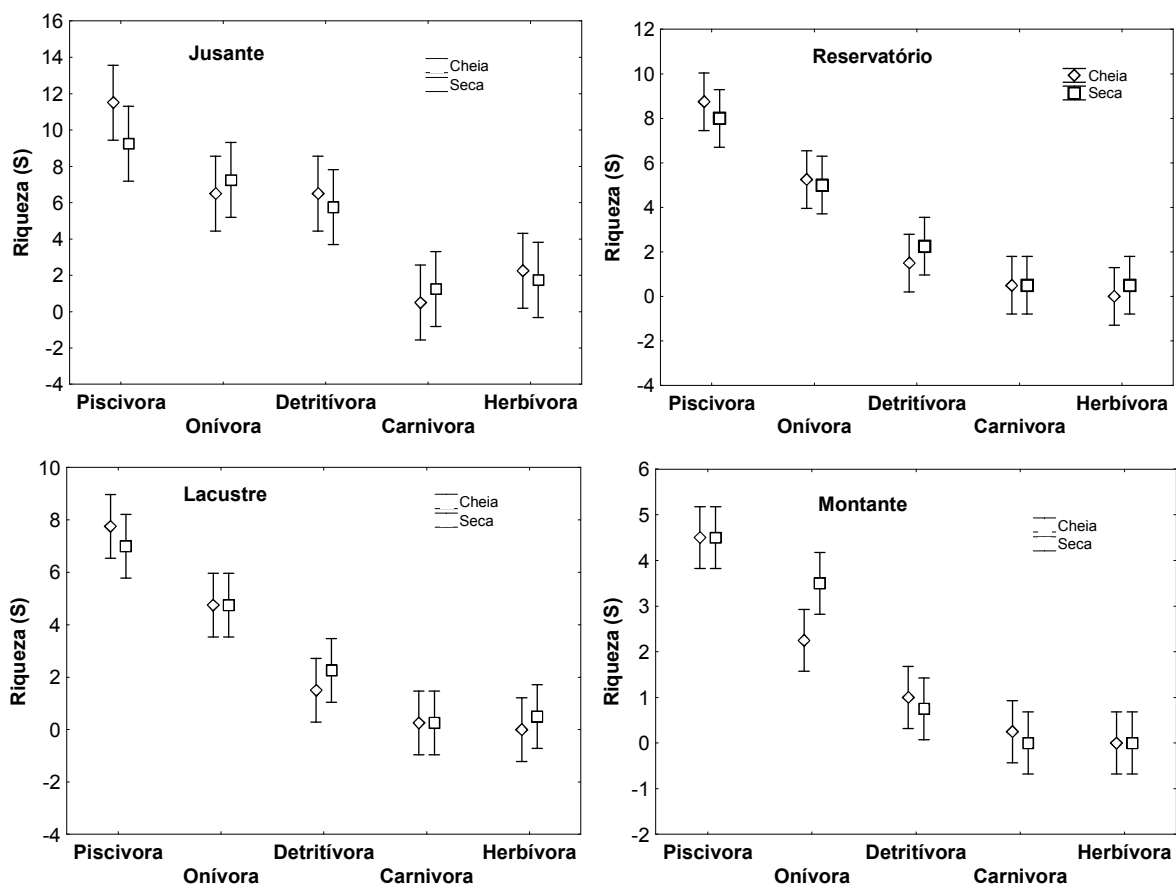 Jusante
Cheia
Seca
Riqueza (S)
16
14
12
10
8
6
4
2
0
-2
-4
Piscivora
Onívora
Detritívora
Carnivora
Herbívora
Reservatório
Cheia
Seca
Riqueza (S)
12
10
8
6
4
2
0
-2
-4
Piscivora
Onívora
Detritívora
Carnivora
Herbívora
Lacustre
Cheia
Seca
Riqueza (S)
10
8
6
4
2
0
-2
-4
Piscivora
Onívora
Detritívora
Carnivora
Herbívora
Montante
Cheia
Seca
Riqueza (S)
6
5
4
3
2
1
0
-1
-2
Piscivora
Onívora
Detritívora
Carnivora
Herbívora